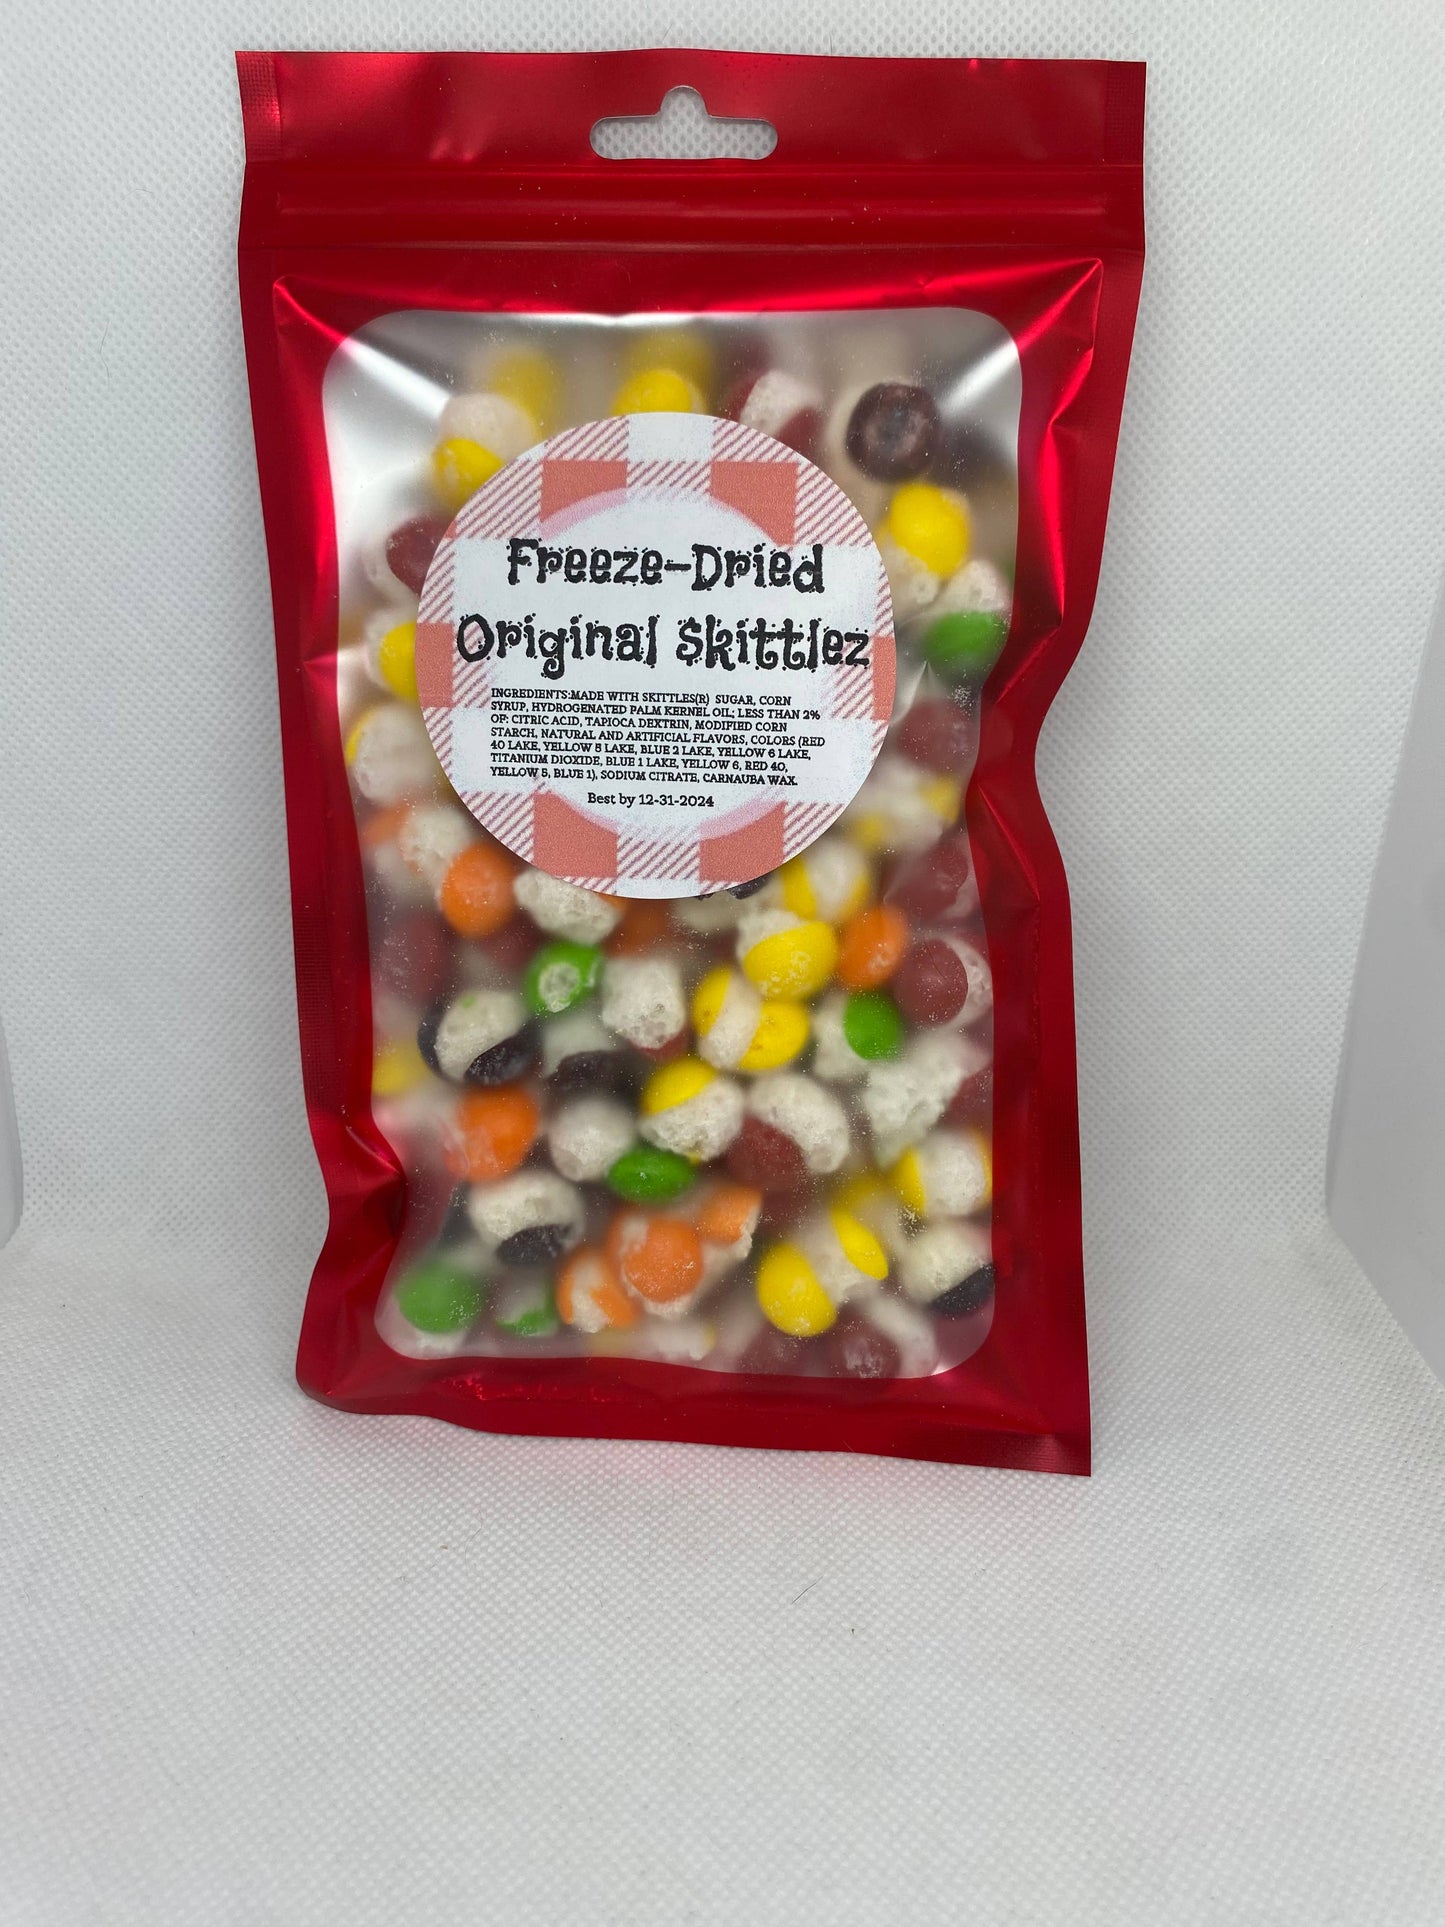 Freeze-Dried
Original Skittlez
INGREDIENTS:MADE WITH SKITTLES(R) SUGAR, CORN
SYRUP, HYDROGENATED PALM KERNEL OIL; LESS THAN 2%
OF: CITRIC ACID, TAPIOCA DEXTRIN, MODIFIED CORN
STARCH, NATURAL AND ARTIFICIAL FLAVORS, COLORS (RED
40 LAKE, YELLOW 5 LAKE, BLUE 2 LAKE, YELLOW 6 LAKE,
TITANIUM DIOXIDE, BLUE 1 LAKE, YELLOW 6, RED 40,
YELLOW 5, BLUE 1), SODIUM CITRATE, CARNAUBA WAX.
Best by 12-31-2024